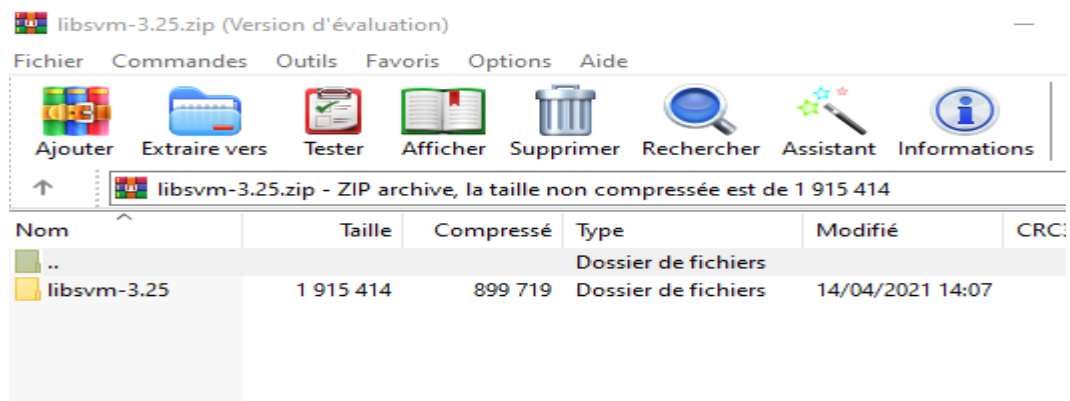 libsvm-3.25.zip (Version d'évaluation)
Fichier Commandes Outils Favoris Options Aide
Ajouter Extraire vers Tester Afficher Supprimer Rechercher Assistant Informations
libsvm-3.25.zip - ZIP archive, la taille non compressée est de 1 915 414
Nom Taille Compressé Type Modifié
.. Dossier de fichiers
libsvm-3.25 1 915 414 899 719 Dossier de fichiers 14/04/2021 14:07